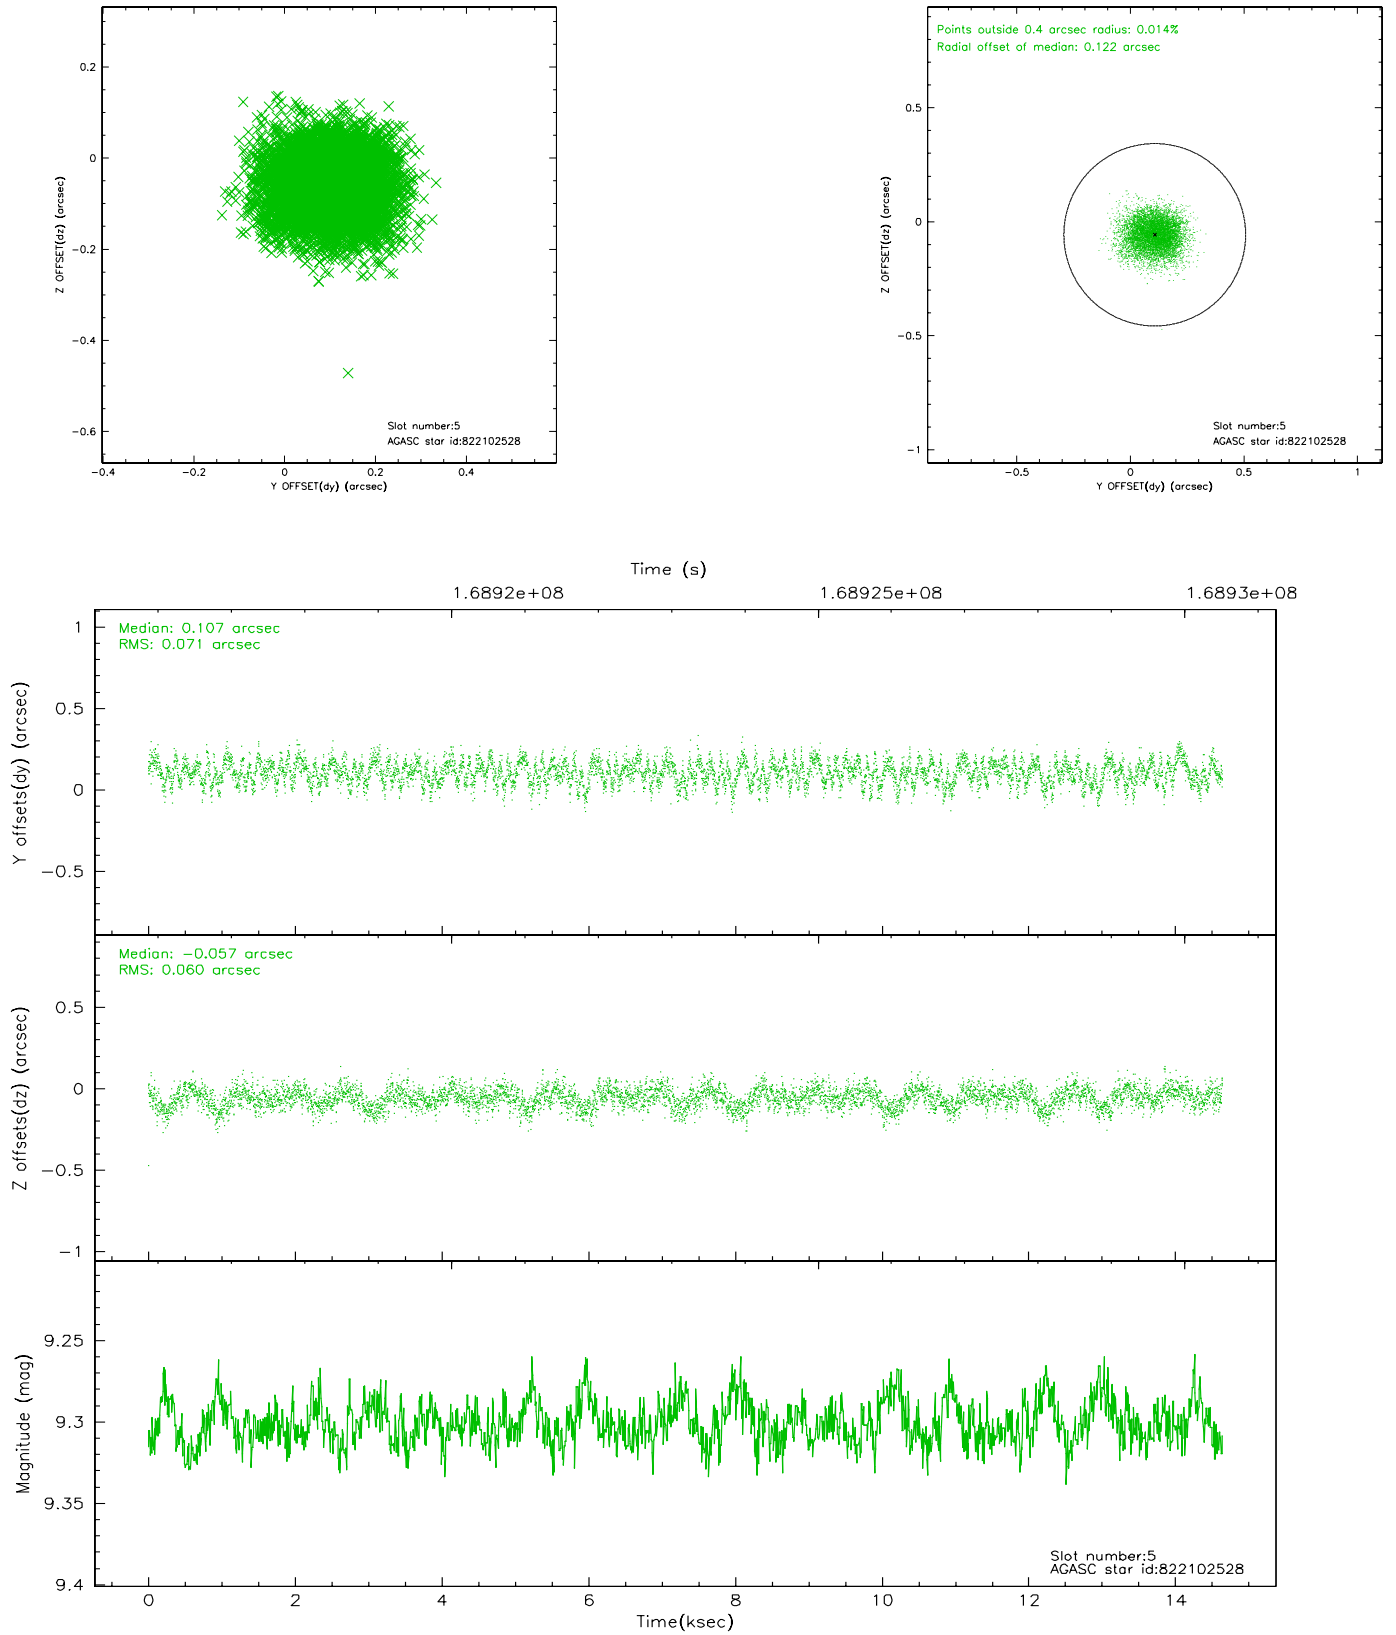 0.2
0
−0.2
−0.4
−0.6
Z OFFSET(dz) (arcsec)
Slot number:5
AGASC star id:822102528
−0.4
−0.2
0
0.2
0.4
Y OFFSET(dy) (arcsec)
Points outside 0.4 arcsec radius: 0.014%
Radial offset of median: 0.122 arcsec
0.5
0
−0.5
−1
Z OFFSET(dz) (arcsec)
Slot number:5
AGASC star id:822102528
−0.5
0
0.5
1
Y OFFSET(dy) (arcsec)
Time (s)
1.6892e+08
1.68925e+08
1.6893e+08
Median: 0.107 arcsec
RMS: 0.071 arcsec
1
0.5
0
−0.5
Y offsets(dy) (arcsec)
Median: −0.057 arcsec
RMS: 0.060 arcsec
0.5
0
−0.5
−1
Z offsets(dz) (arcsec)
9.25
9.3
9.35
9.4
Magnitude (mag)
Slot number:5
AGASC star id:822102528
0
2
4
6
8
10
12
14
Time(ksec)